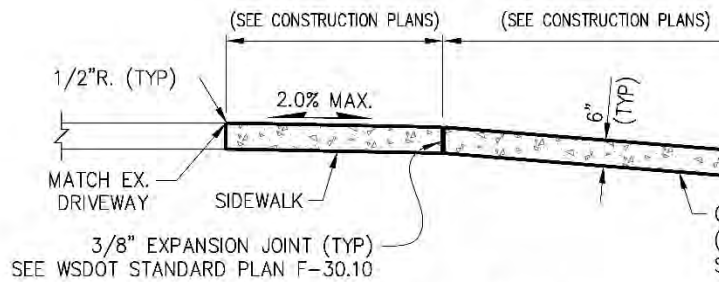 (SEE CONSTRUCTION PLANS)
(SEE CONSTRUCTION PLANS)
1/2"R. (TYP)
2.0% MAX.
6"
(TYP)
MATCH EX.
DRIVEWAY
SIDEWALK
3/8" EXPANSION JOINT (TYP)
SEE WSDOT STANDARD PLAN F-30.10